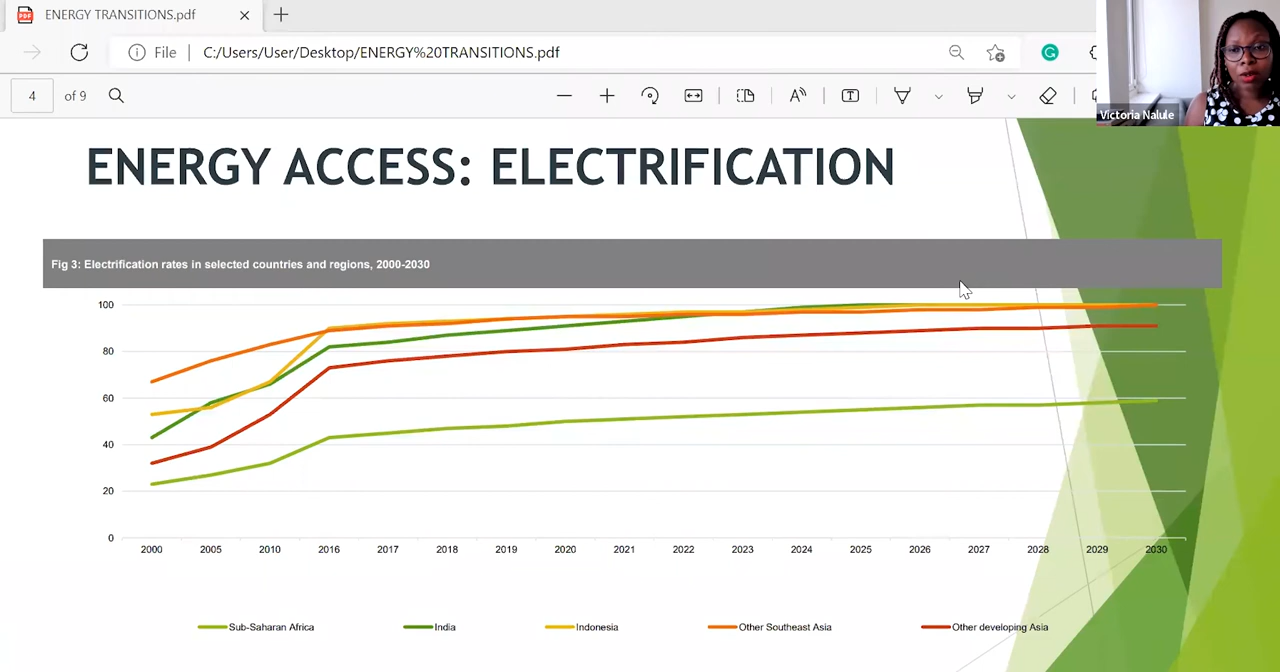 ENERGY TRANSITIONS.pdf
File C:/Users/User/Desktop/ENERGY%20TRANSITIONS.pdf
4 of 9
Victoria Nalule
ENERGY ACCESS: ELECTRIFICATION
Fig 3: Electrification rates in selected countries and regions, 2000-2030
100
80
60
40
20
0
2000 2005 2010 2016 2017 2018 2019 2020 2021 2022 2023 2024 2025 2026 2027 2028 2029 2030
Sub-Saharan Africa India Indonesia Other Southeast Asia Other developing Asia